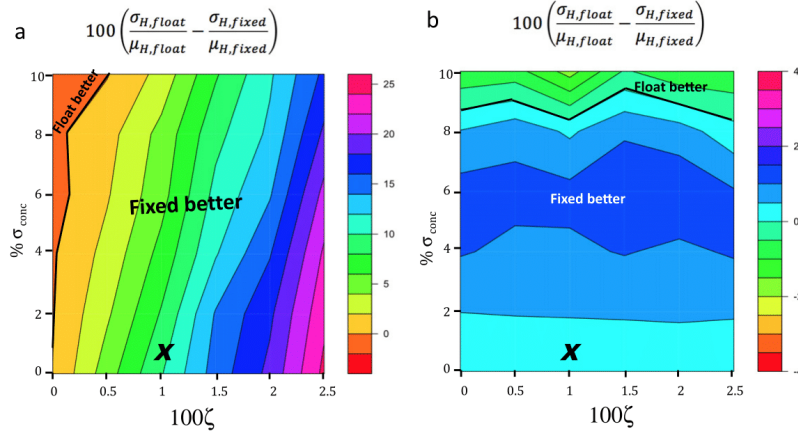 a
100(σH,float/μH,float − σH,fixed/μH,fixed)
10
8
6
4
2
0
% σconc
Float better
Fixed better
x
0
0.5
1
1.5
2
2.5
100ζ
25
20
15
10
5
0
b
100(σH,float/μH,float − σH,fixed/μH,fixed)
10
8
6
4
2
0
% σconc
Float better
Fixed better
x
0
0.5
1
1.5
2
2.5
100ζ
4
2
0